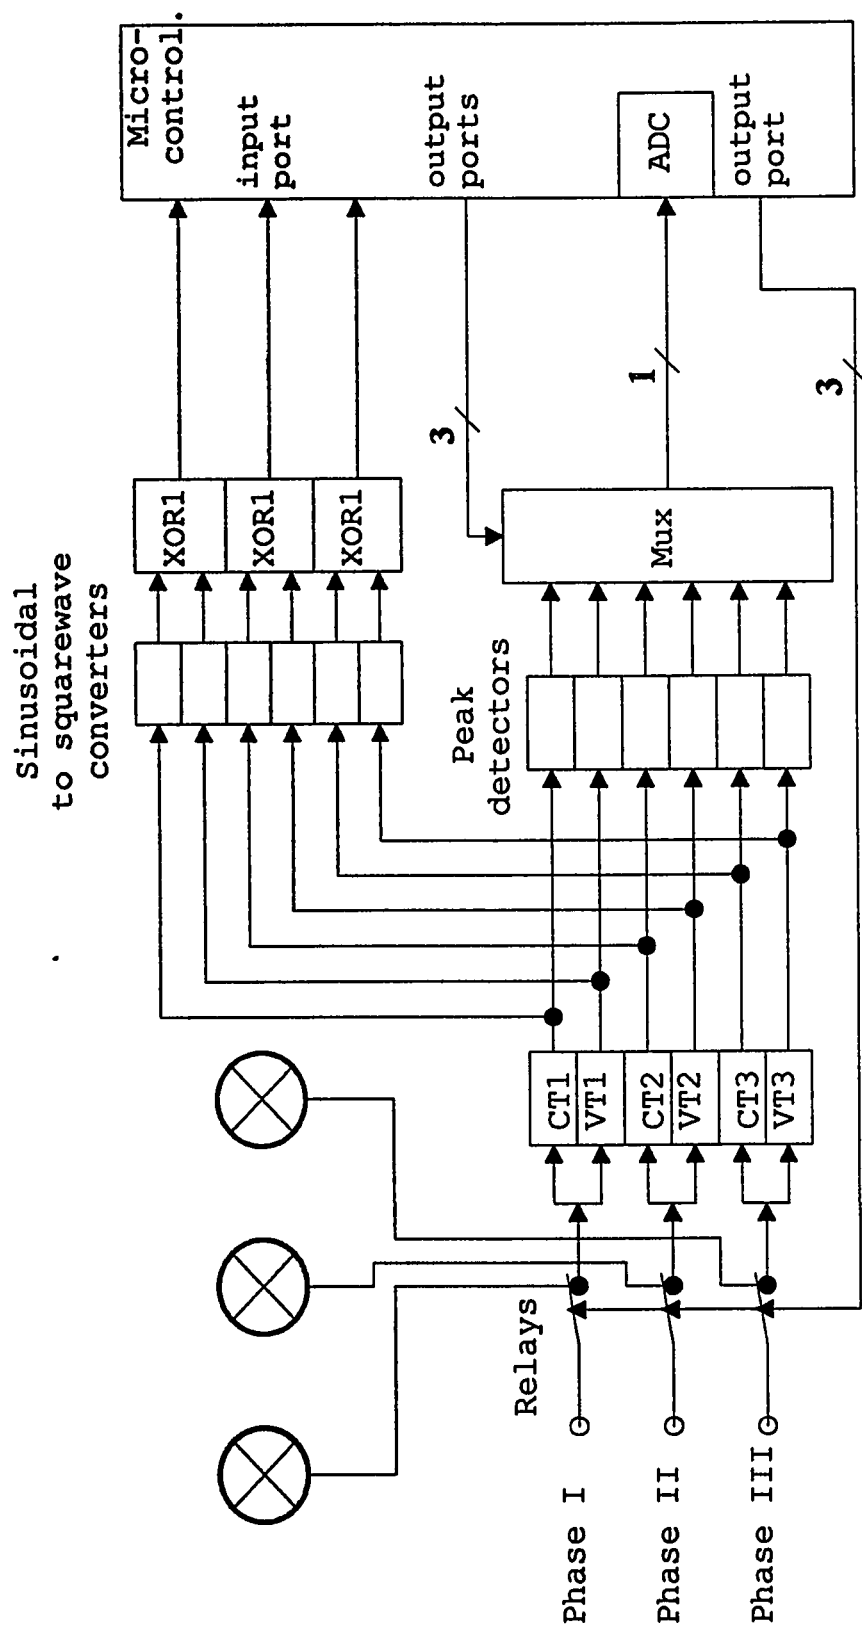 Phase I
Phase II
Phase III
Relays
CT1
VT1
CT2
VT2
CT3
VT3
Sinusoidal
to squarewave
converters
Peak
detectors
XOR1
XOR1
XOR1
Mux
3
1
3
Micro-
control.
input
port
output
ports
ADC
output
port